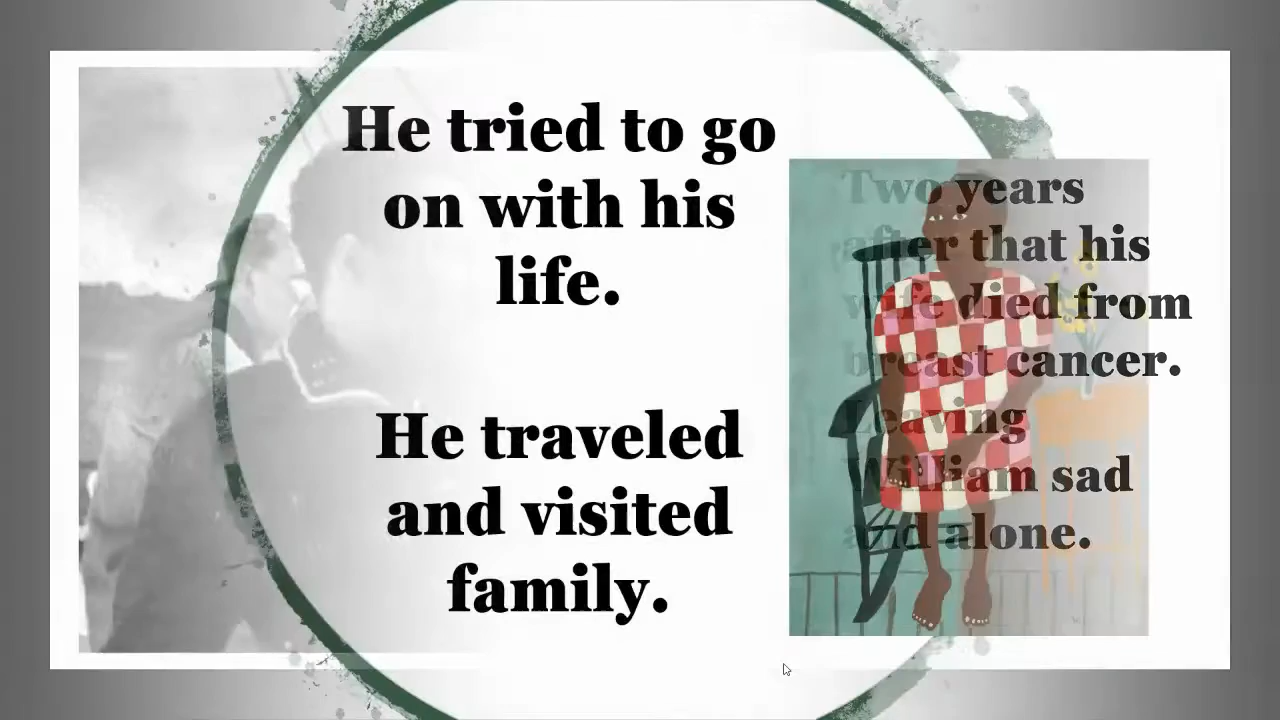 He tried to go
on with his
life.
He traveled
and visited
family.
Two years
after that his
wife died from
breast cancer.
Leaving
William sad
and alone.